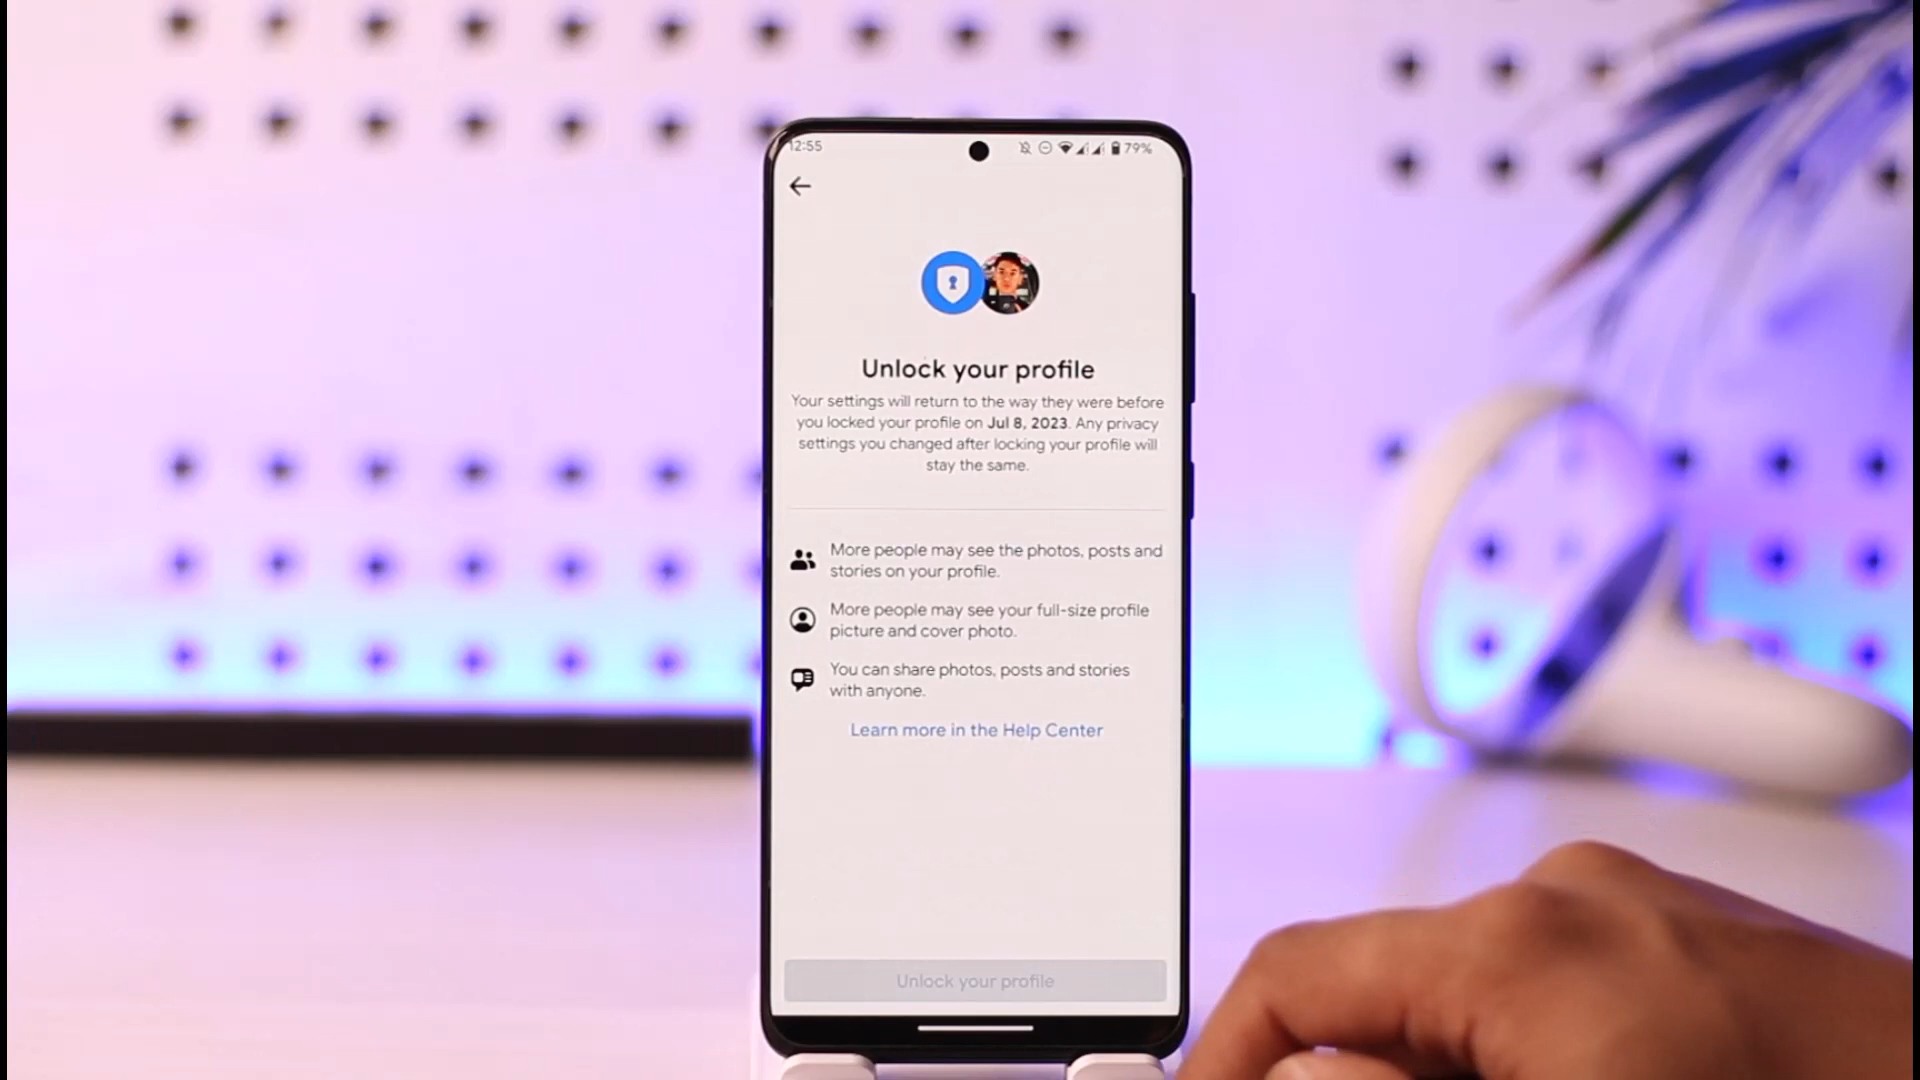 12:55
79%
Unlock your profile
Your settings will return to the way they were before
you locked your profile on Jul 8, 2023. Any privacy
settings you changed after locking your profile will
stay the same.
More people may see the photos, posts and
stories on your profile.
More people may see your full-size profile
picture and cover photo.
You can share photos, posts and stories
with anyone.
Learn more in the Help Center
Unlock your profile